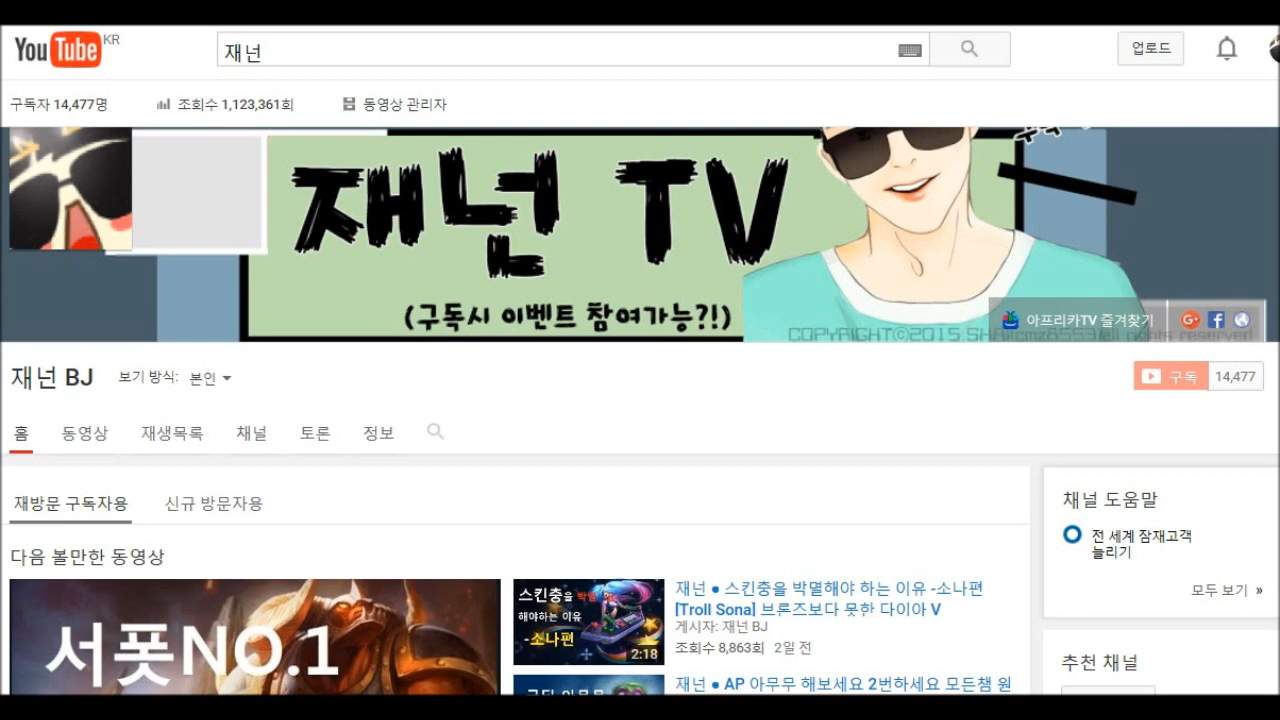 YouTube KR
재넌
업로드
구독자 14,477명
조회수 1,123,361회
동영상 관리자
재넌 TV
(구독시 이벤트 참여가능?!)
아프리카TV 즐겨찾기
재넌 BJ
보기 방식: 본인
구독 14,477
홈 동영상 재생목록 채널 토론 정보
재방문 구독자용 신규 방문자용
다음 볼만한 동영상
서폿NO.1
스킨충을
해야하는 이유
-소나편
2:18
재넌 ● 스킨충을 박멸해야 하는 이유 -소나편
[Troll Sona] 브론즈보다 못한 다이아 V
게시자: 재넌 BJ
조회수 8,863회 2일 전
재넌 ● AP 아무무 해보세요 2번하세요 모든챔 원
채널 도움말
전 세계 잠재고객
늘리기
모두 보기 »
추천 채널